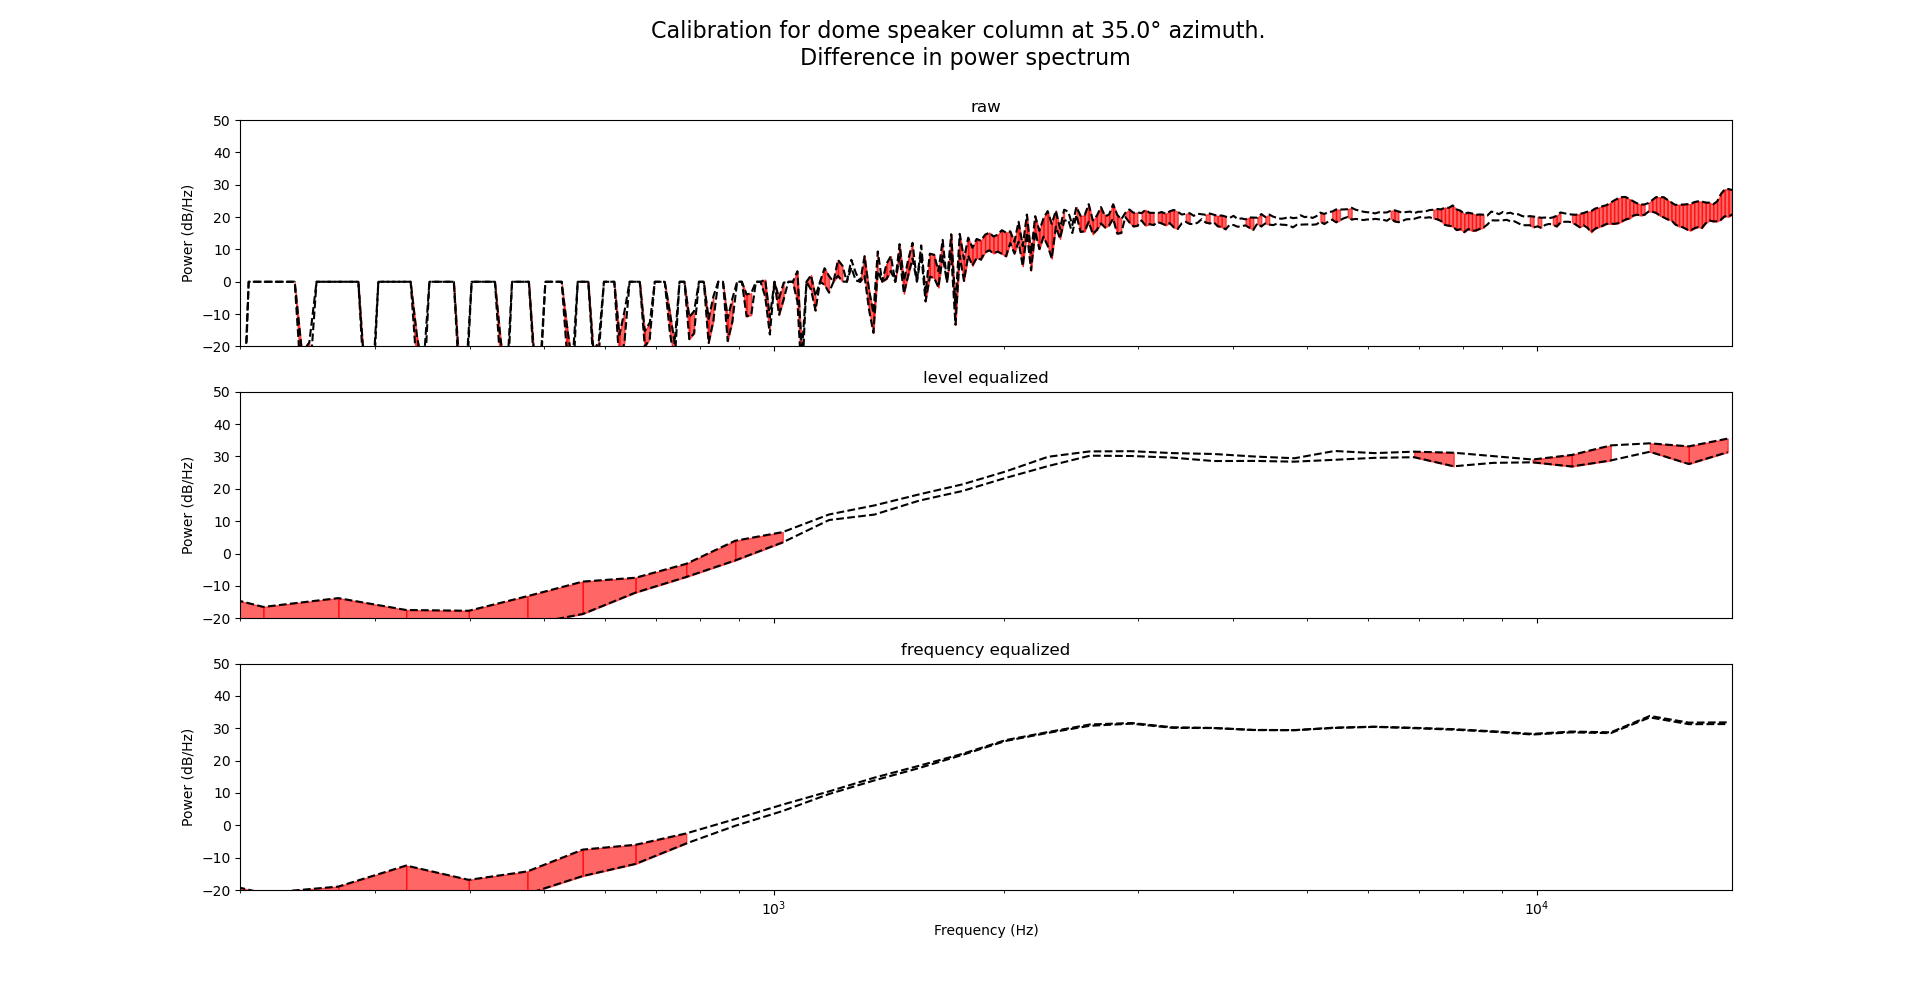 Calibration for dome speaker column at 35.0° azimuth.
Difference in power spectrum
raw
50
40
30
20
10
0
−10
−20
Power (dB/Hz)
level equalized
50
40
30
20
10
0
−10
−20
Power (dB/Hz)
frequency equalized
50
40
30
20
10
0
−10
−20
Power (dB/Hz)
10³ 10⁴
Frequency (Hz)